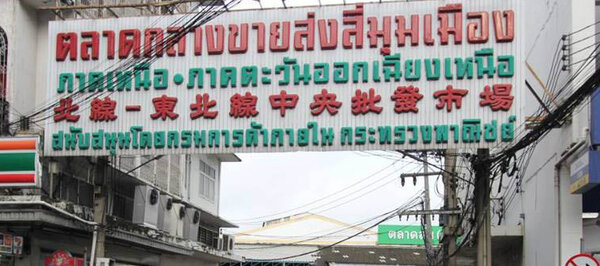 ตลาดกลางขายส่งสี่มุมเมือง
ภาคเหนือ • ภาคตะวันออกเฉียงเหนือ
北線－東北線中央批發市場
สนับสนุนโดยกรมการค้าภายใน กระทรวงพาณิชย์